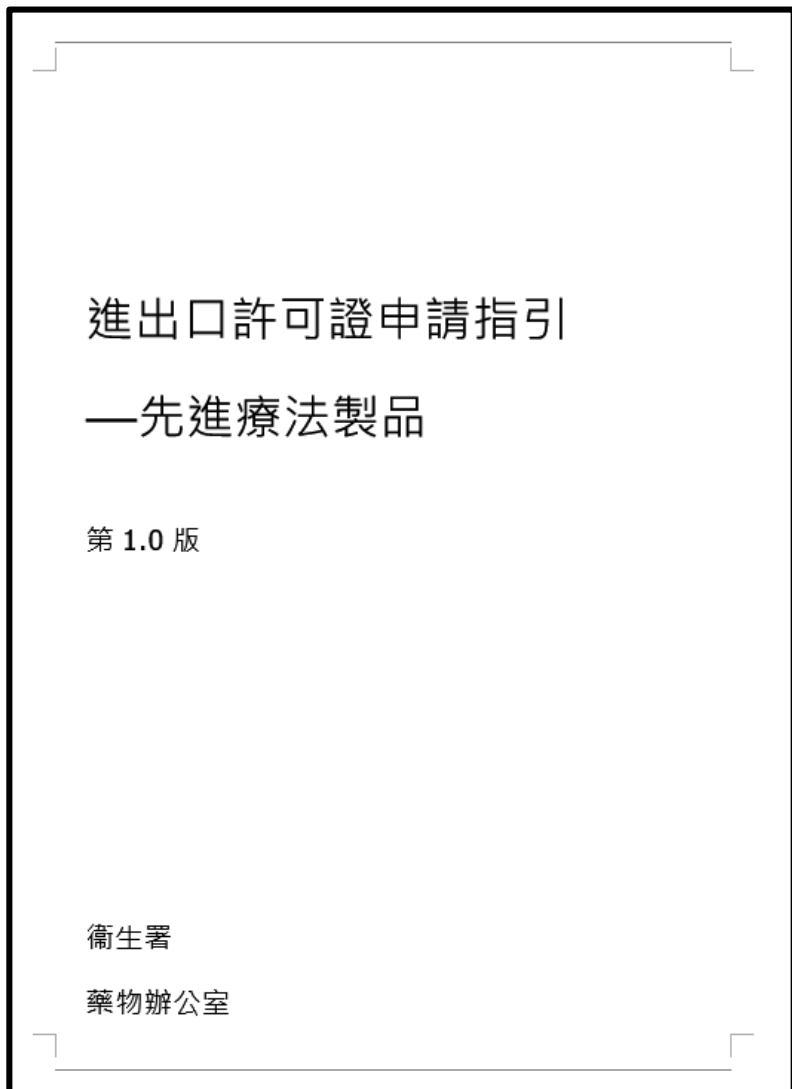 進出口許可證申請指引
—先進療法製品
第 1.0 版
衞生署
藥物辦公室